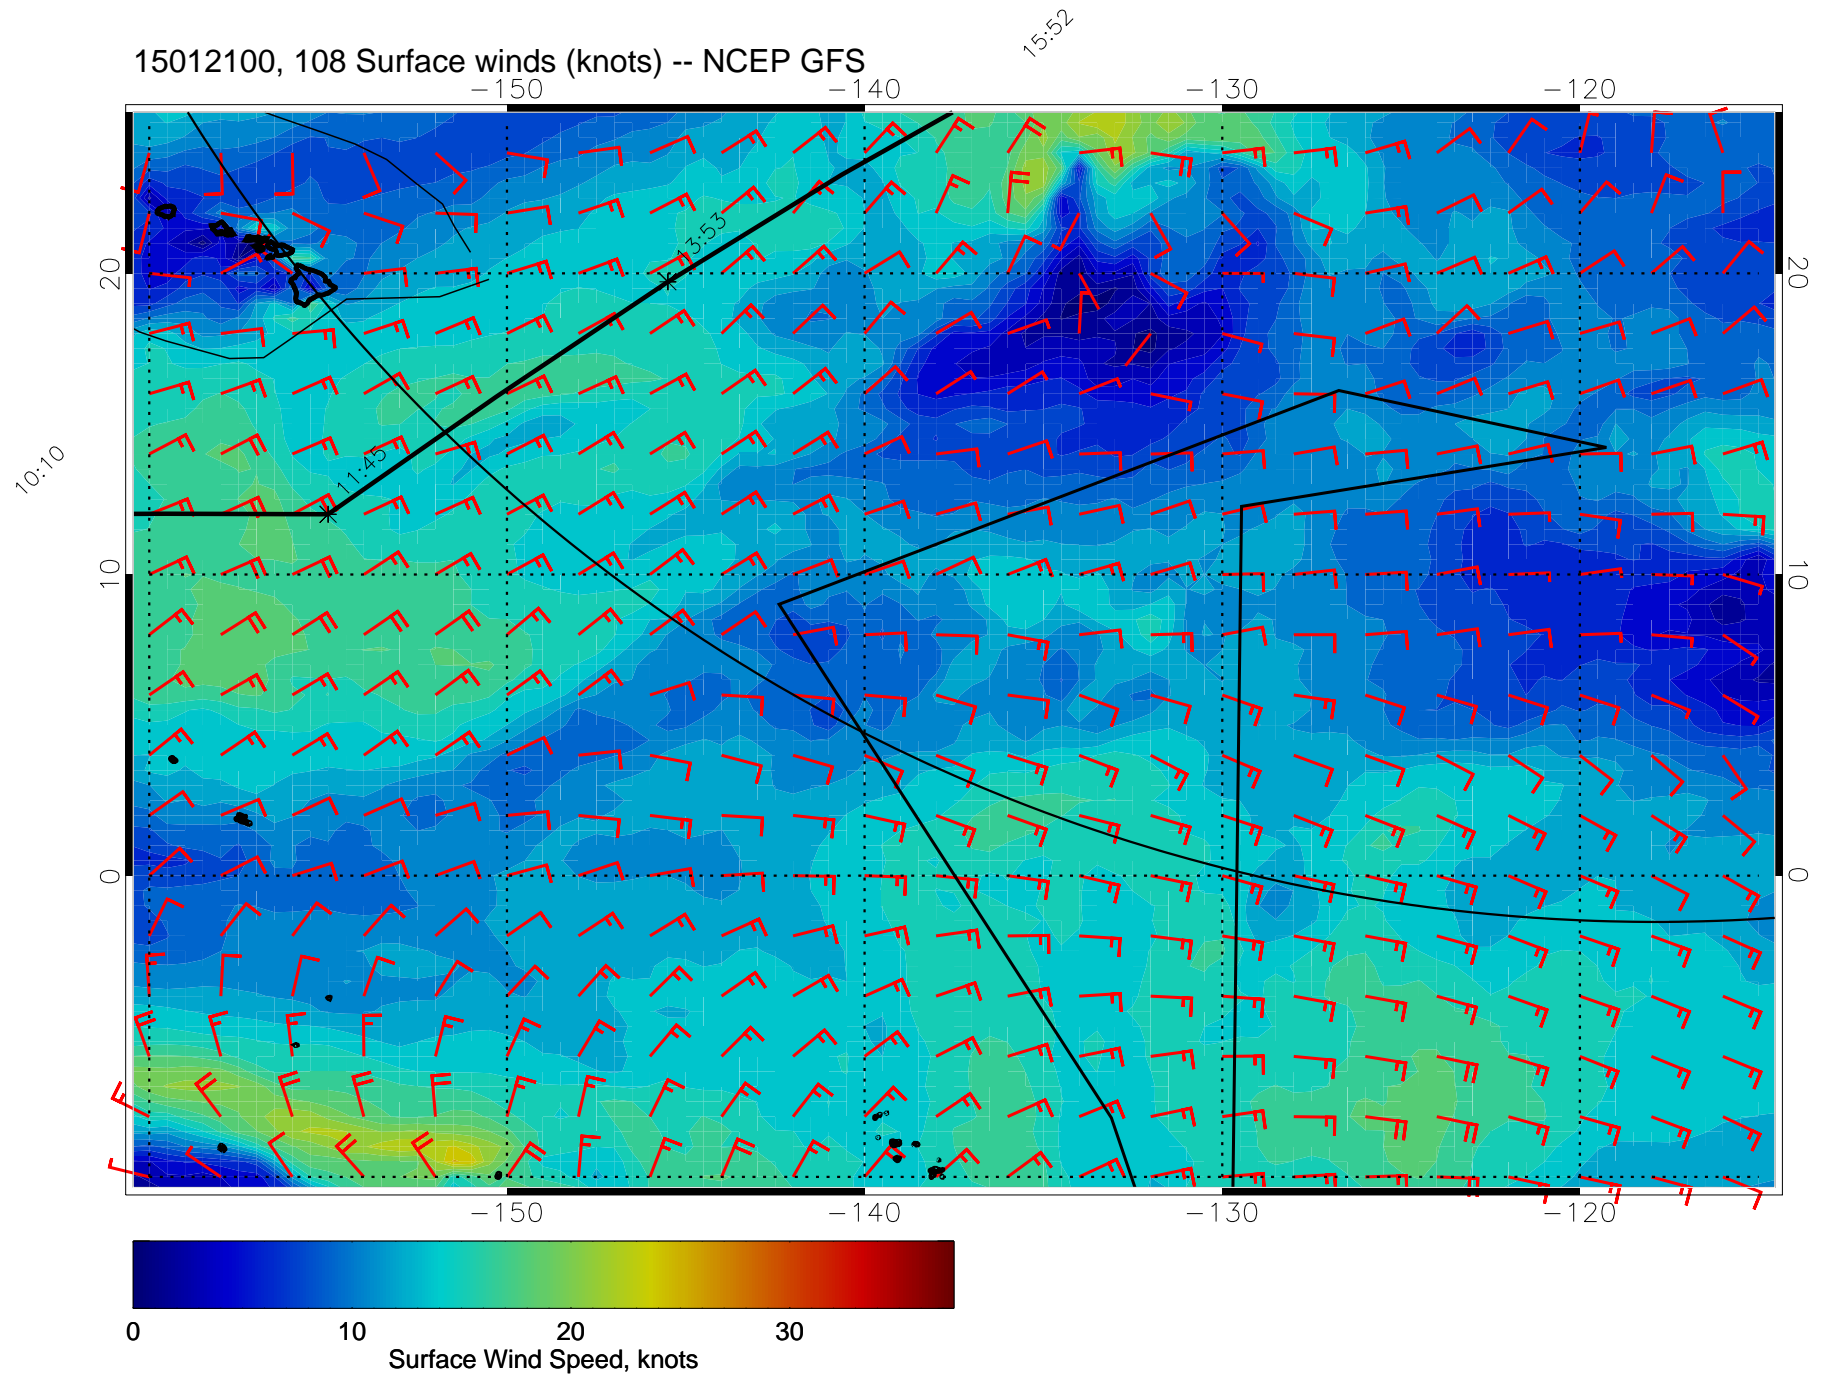 15:52
15012100, 108 Surface winds (knots) -- NCEP GFS
-150 -140 -130 -120
13:53
20 20
11:45
10:10
10 10
0 0
-150 -140 -130 -120
0 10 20 30
Surface Wind Speed, knots